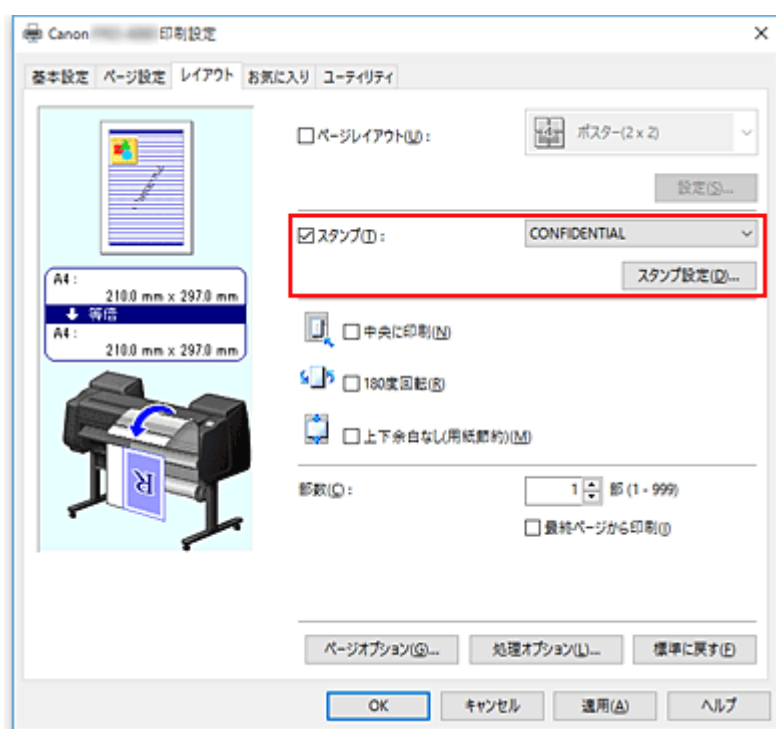 Canon 印刷設定
基本設定 ページ設定 レイアウト お気に入り ユーティリティ
ページレイアウト(U): ポスター(2 x 2)
設定(S)...
スタンプ(T): CONFIDENTIAL
スタンプ設定(D)...
A4 :
210.0 mm x 297.0 mm
等倍
A4 :
210.0 mm x 297.0 mm
中央に印刷(N)
180度回転(R)
上下余白なし(用紙節約)(M)
R
部数(C): 1 部 (1 - 999)
最終ページから印刷(I)
ページオプション(G)... 処理オプション(L)... 標準に戻す(F)
OK キャンセル 適用(A) ヘルプ